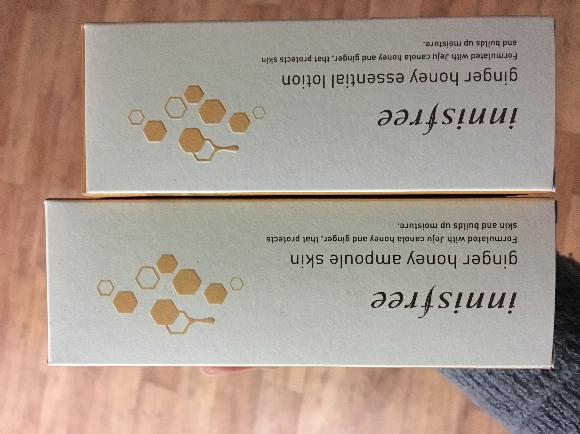 innisfree
ginger honey ampoule skin
Formulated with Jeju canola honey and ginger, that protects
skin and builds up moisture.
innisfree
ginger honey essential lotion
Formulated with Jeju canola honey and ginger, that protects skin
and builds up moisture.